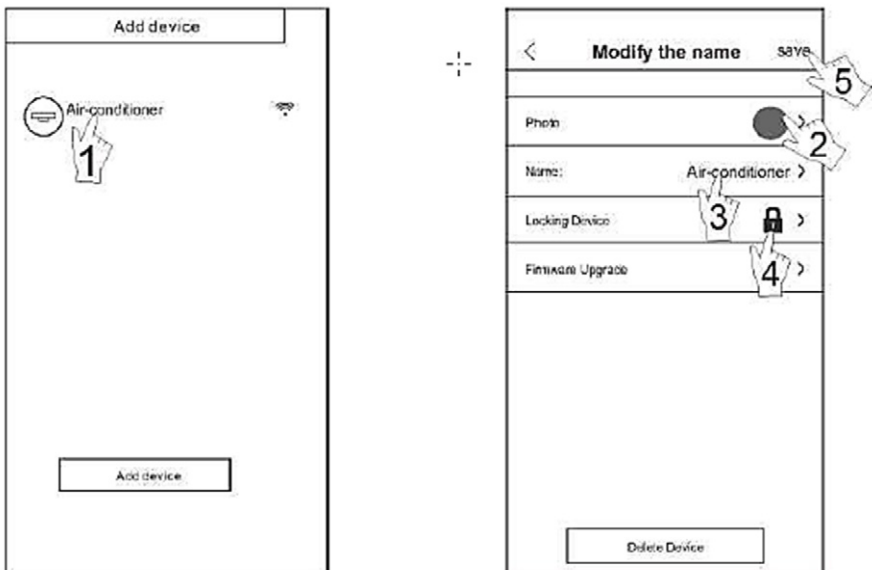 Add device
Air-conditioner
1
Add device
Modify the name save
5
Photo
2
Name: Air-conditioner >
3
Locking Device >
4
Firmware Upgrade >
Delete Device